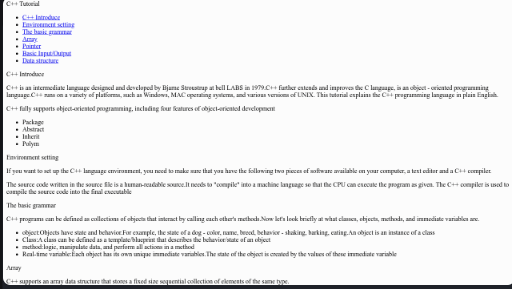 C++ Tutorial
C++ Introduce
Environment setting
The basic grammar
Array
Pointer
Basic Input/Output
Data structure
C++ Introduce
C++ is an intermediate language designed and developed by Bjarne Stroustrup at bell LABS in 1979.C++ further extends and improves the C language, is an object - oriented programming
language.C++ runs on a variety of platforms, such as Windows, MAC operating systems, and various versions of UNIX. This tutorial explains the C++ programming language in plain English.
C++ fully supports object-oriented programming, including four features of object-oriented development
Package
Abstract
Inherit
Polym
Environment setting
If you want to set up the C++ language environment, you need to make sure that you have the following two pieces of software available on your computer, a text editor and a C++ compiler.
The source code written in the source file is a human-readable source.It needs to "compile" into a machine language so that the CPU can execute the program as given. The C++ compiler is used to
compile the source code into the final executable
The basic grammar
C++ programs can be defined as collections of objects that interact by calling each other's methods.Now let's look briefly at what classes, objects, methods, and immediate variables are.
object:Objects have state and behavior.For example, the state of a dog - color, name, breed, behavior - shaking, barking, eating.An object is an instance of a class
Class:A class can be defined as a template/blueprint that describes the behavior/state of an object
method:logic, manipulate data, and perform all actions in a method
Real-time variable:Each object has its own unique immediate variables.The state of the object is created by the values of these immediate variable
Array
C++ supports an array data structure that stores a fixed size sequential collection of elements of the same type.